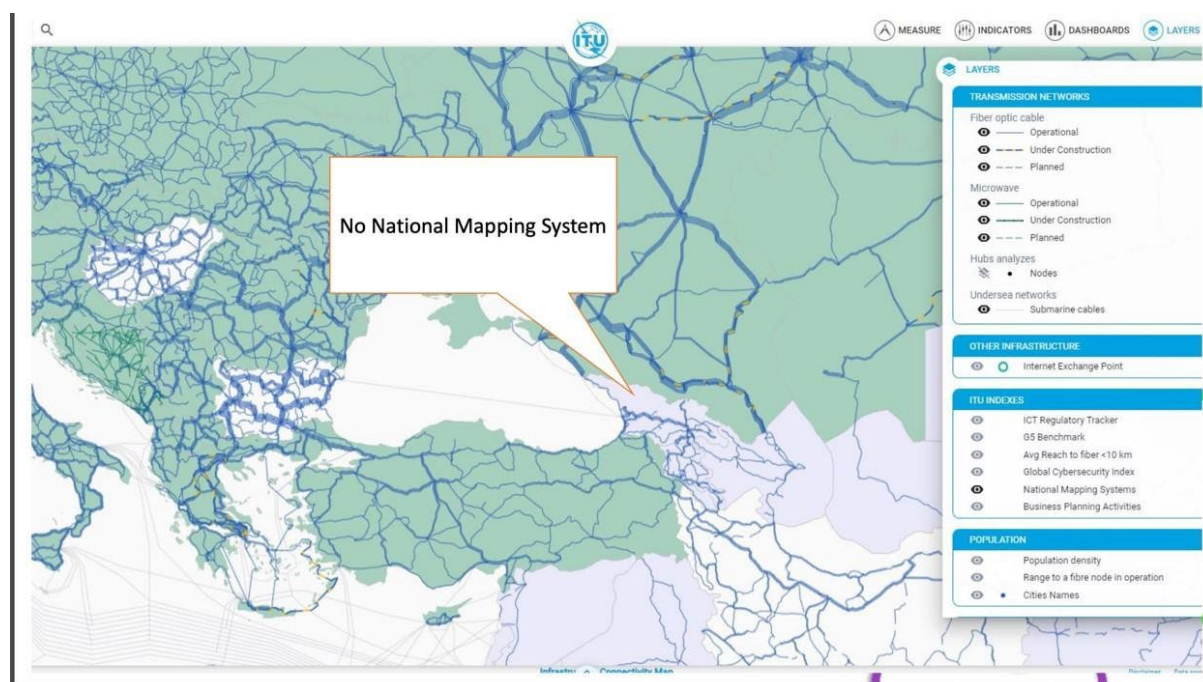 ITU
MEASURE
INDICATORS
DASHBOARDS
LAYERS
No National Mapping System
LAYERS
TRANSMISSION NETWORKS
Fiber optic cable
Operational
Under Construction
Planned
Microwave
Operational
Under Construction
Planned
Hubs analyzes
Nodes
Undersea networks
Submarine cables
OTHER INFRASTRUCTURE
Internet Exchange Point
ITU INDEXES
ICT Regulatory Tracker
G5 Benchmark
Avg Reach to fiber <10 km
Global Cybersecurity Index
National Mapping Systems
Business Planning Activities
POPULATION
Population density
Range to a fibre node in operation
Cities Names
Connectivity Map
Disclaimer